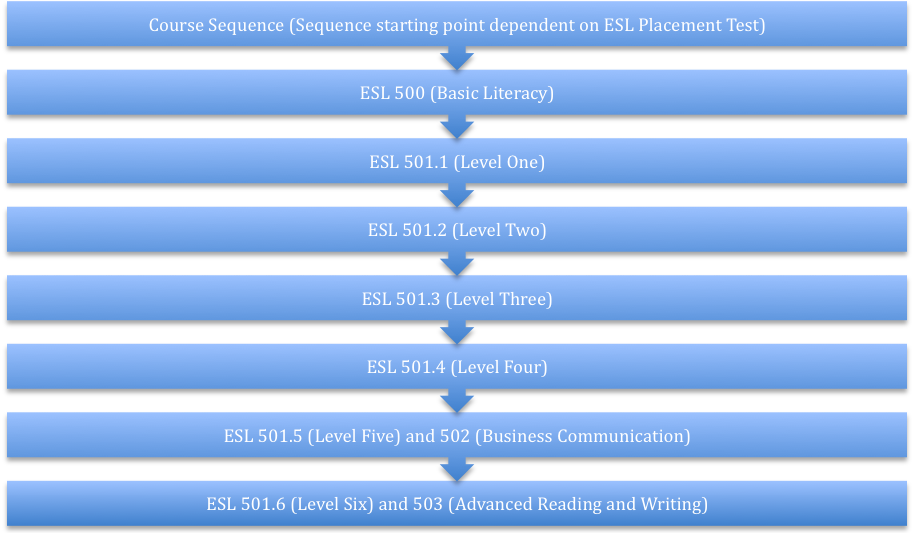 Course Sequence (Sequence starting point dependent on ESL Placement Test)
ESL 500 (Basic Literacy)
ESL 501.1 (Level One)
ESL 501.2 (Level Two)
ESL 501.3 (Level Three)
ESL 501.4 (Level Four)
ESL 501.5 (Level Five) and 502 (Business Communication)
ESL 501.6 (Level Six) and 503 (Advanced Reading and Writing)